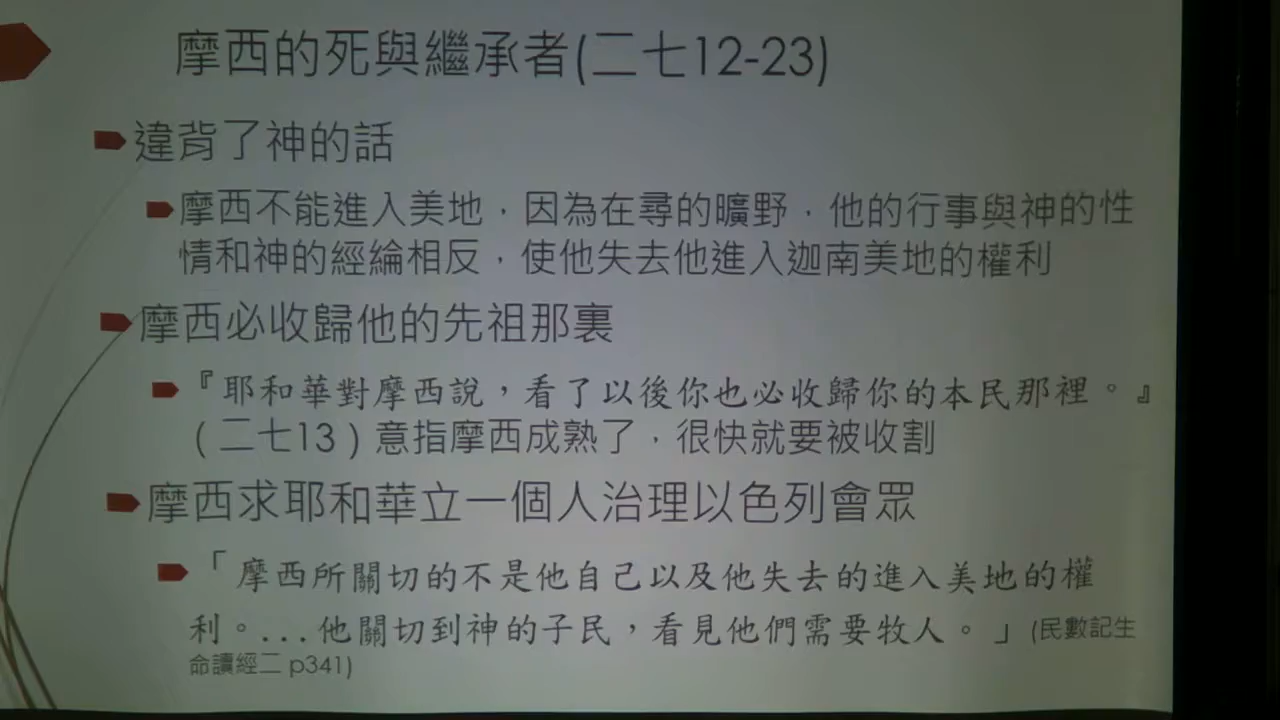 摩西的死與繼承者(二七12-23)
違背了神的話
摩西不能進入美地，因為在尋的曠野，他的行事與神的性
情和神的經綸相反，使他失去他進入迦南美地的權利
摩西必收歸他的先祖那裏
『耶和華對摩西說，看了以後你也必收歸你的本民那裡。』
(二七13)意指摩西成熟了，很快就要被收割
摩西求耶和華立一個人治理以色列會眾
「摩西所關切的不是他自己以及他失去的進入美地的權
利。...他關切到神的子民，看見他們需要牧人。」(民數記生
命讀經二 p341)